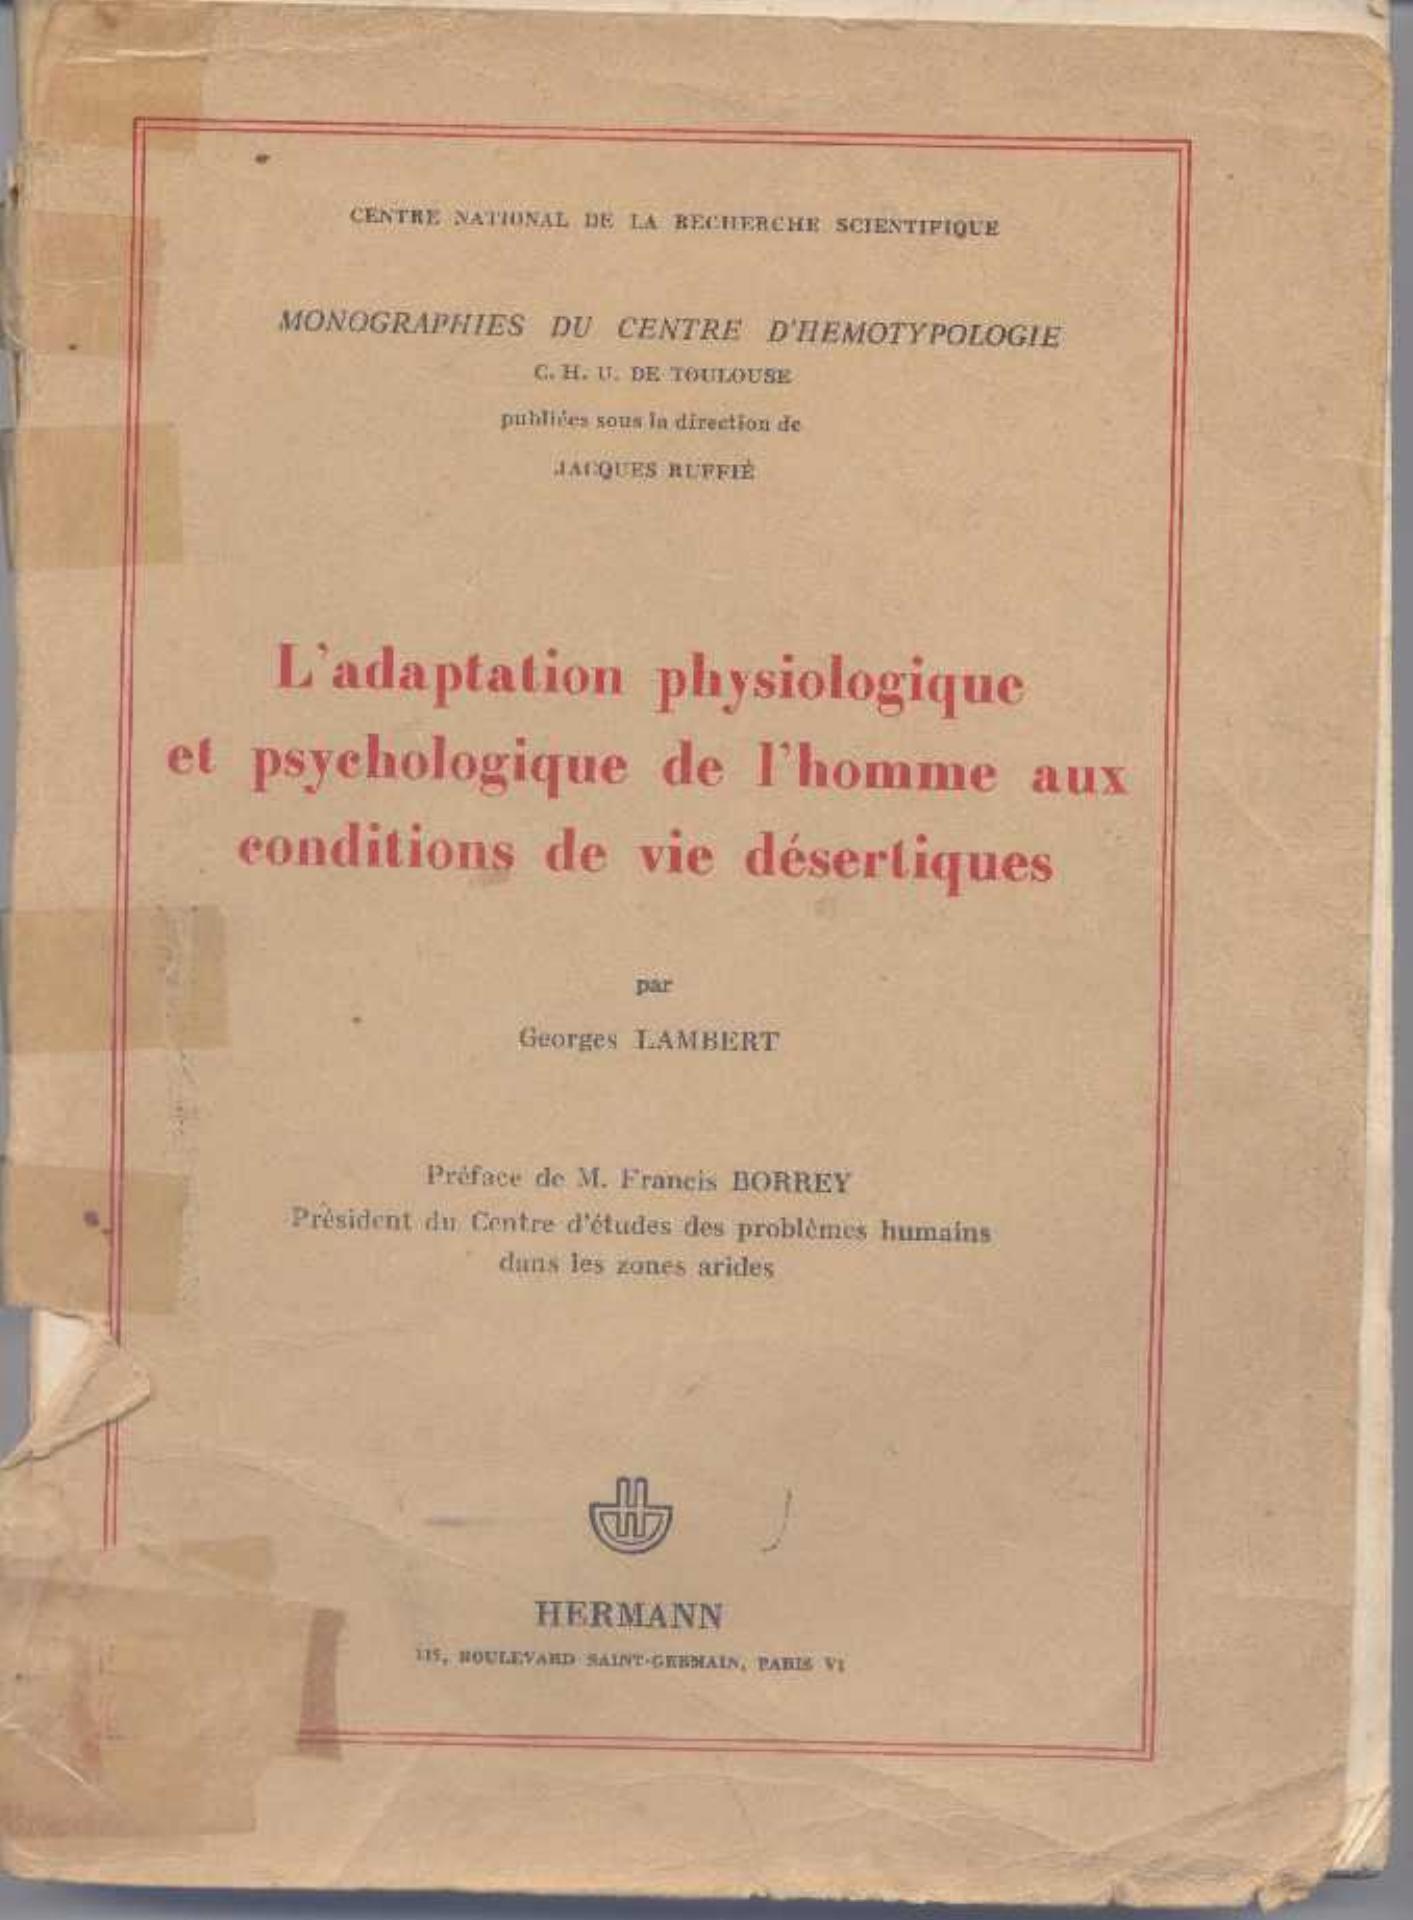 CENTRE NATIONAL DE LA RECHERCHE SCIENTIFIQUE
MONOGRAPHIES DU CENTRE D'HEMOTYPOLOGIE
C. H. U. DE TOULOUSE
publiées sous la direction de
JACQUES RUFFIÉ
L'adaptation physiologique
et psychologique de l'homme aux
conditions de vie désertiques
par
Georges LAMBERT
Préface de M. Francis BORREY
Président du Centre d'études des problèmes humains
dans les zones arides
HERMANN
115, BOULEVARD SAINT-GERMAIN, PARIS VI